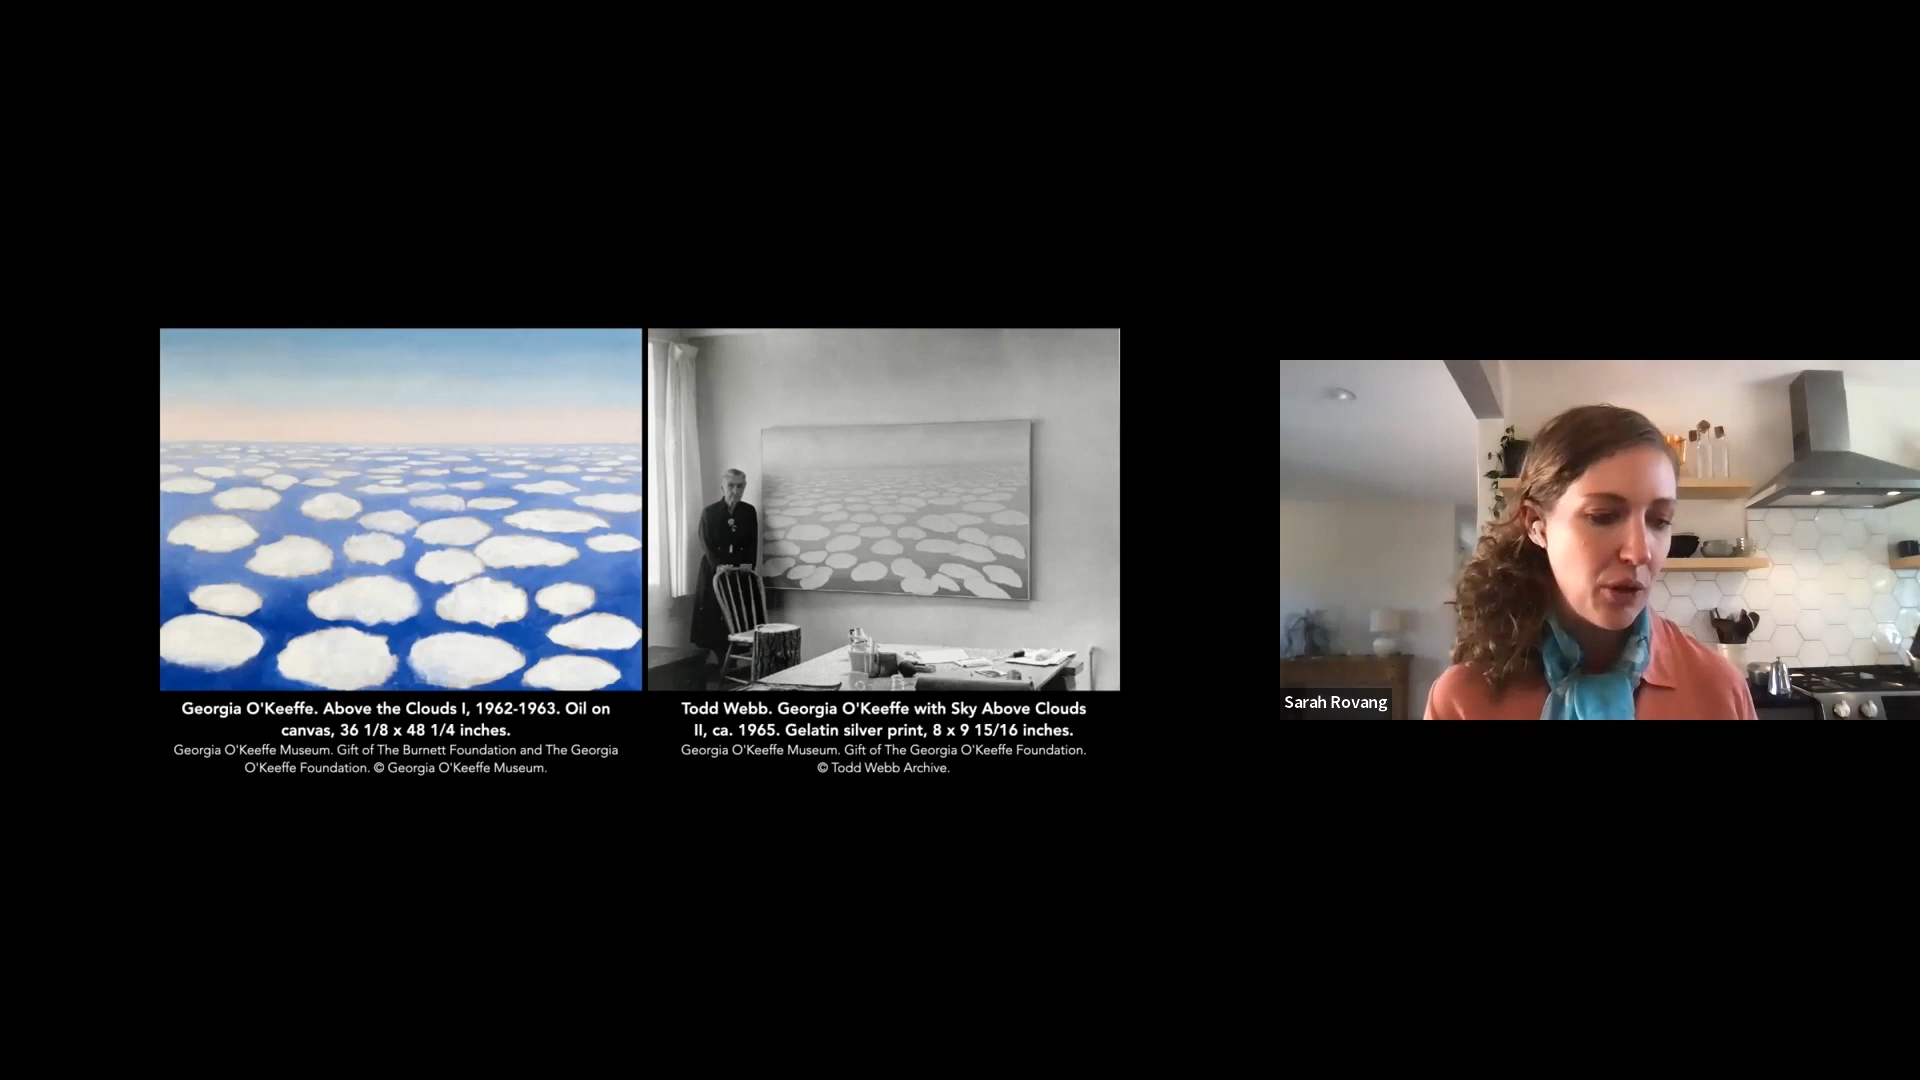 Georgia O'Keeffe. Above the Clouds I, 1962-1963. Oil on
canvas, 36 1/8 x 48 1/4 inches.
Georgia O'Keeffe Museum. Gift of The Burnett Foundation and The Georgia
O'Keeffe Foundation. © Georgia O'Keeffe Museum.
Todd Webb. Georgia O'Keeffe with Sky Above Clouds
II, ca. 1965. Gelatin silver print, 8 x 9 15/16 inches.
Georgia O'Keeffe Museum. Gift of The Georgia O'Keeffe Foundation.
© Todd Webb Archive.
Sarah Rovang